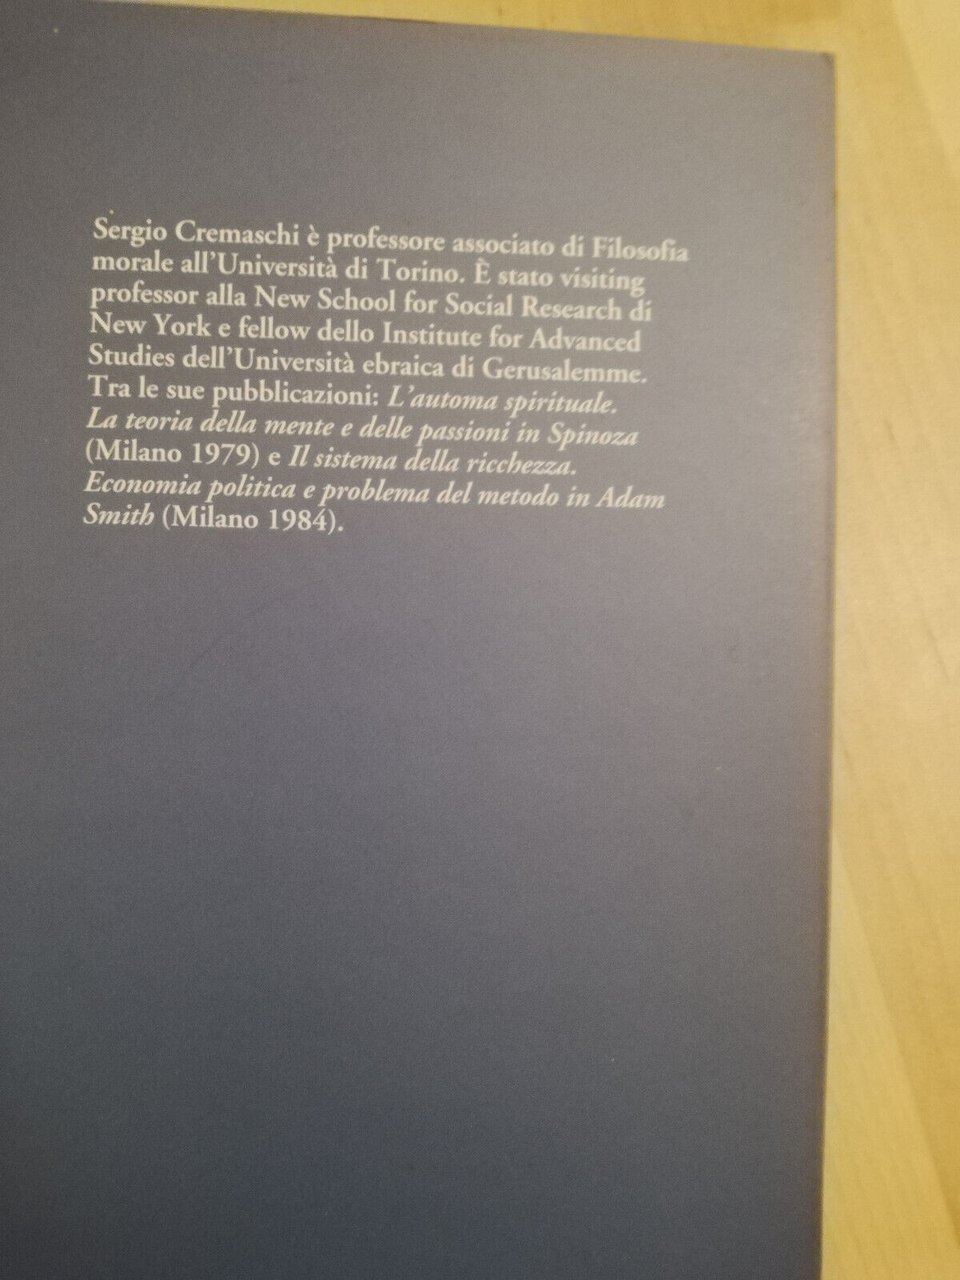 Sergio Cremaschi è professore associato di Filosofia
morale all'Università di Torino. È stato visiting
professor alla New School for Social Research di
New York e fellow dello Institute for Advanced
Studies dell'Università ebraica di Gerusalemme.
Tra le sue pubblicazioni: L'automa spirituale.
La teoria della mente e delle passioni in Spinoza
(Milano 1979) e Il sistema della ricchezza.
Economia politica e problema del metodo in Adam
Smith (Milano 1984).